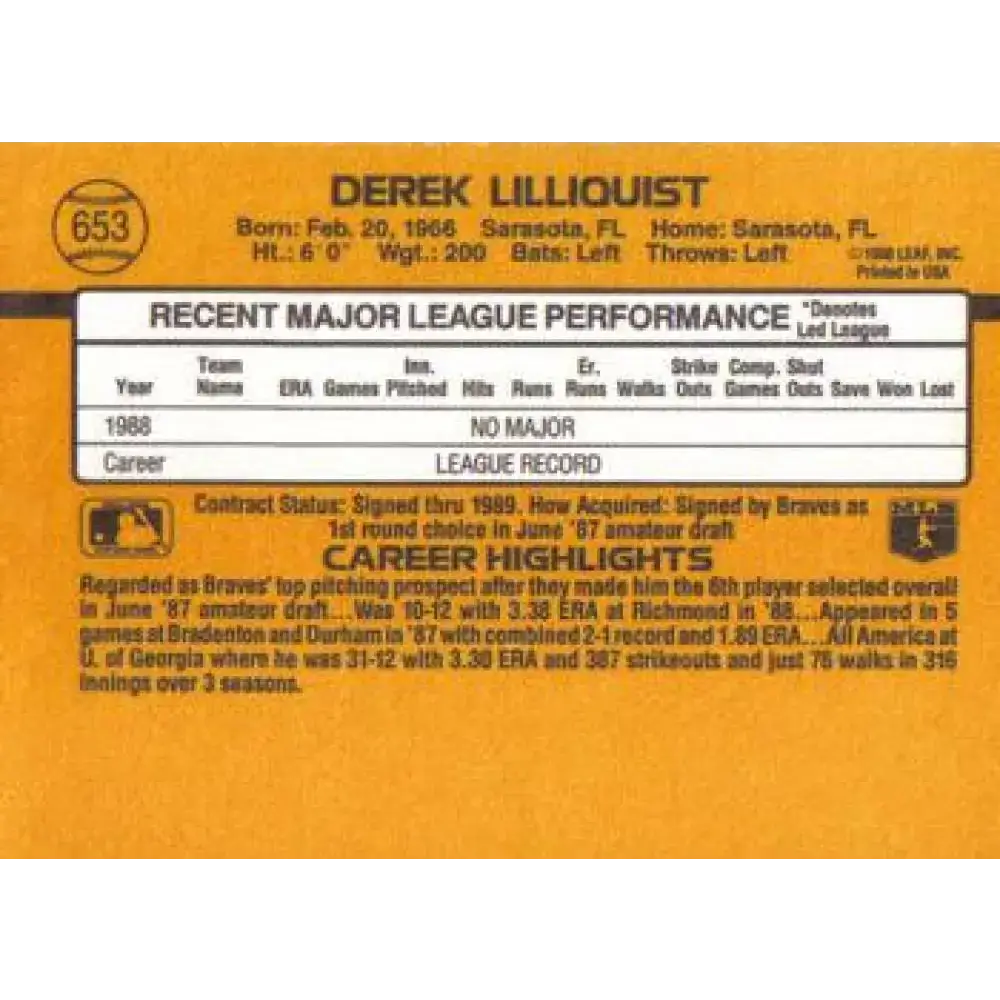 653
DEREK LILLIQUIST
Born: Feb. 20, 1966 Sarasota, FL Home: Sarasota, FL
Ht.: 6' 0" Wgt.: 200 Bats: Left Throws: Left
© 1988 LEAF, INC.
Printed in USA
RECENT MAJOR LEAGUE PERFORMANCE *Denotes Led League
Year Team Name ERA Games Inn. Pitched Hits Runs Er. Runs Walks Strike Outs Comp. Games Shut Outs Save Won Lost
1988 NO MAJOR
Career LEAGUE RECORD
Contract Status: Signed thru 1989. How Acquired: Signed by Braves as
1st round choice in June '87 amateur draft
CAREER HIGHLIGHTS
Regarded as Braves' top pitching prospect after they made him the 6th player selected overall
in June '87 amateur draft...Was 10-12 with 3.38 ERA at Richmond in '88...Appeared in 5
games at Bradenton and Durham in '87 with combined 2-1 record and 1.89 ERA...All America at
U. of Georgia where he was 31-12 with 3.38 ERA and 387 strikeouts and just 76 walks in 316
innings over 3 seasons.
MLB